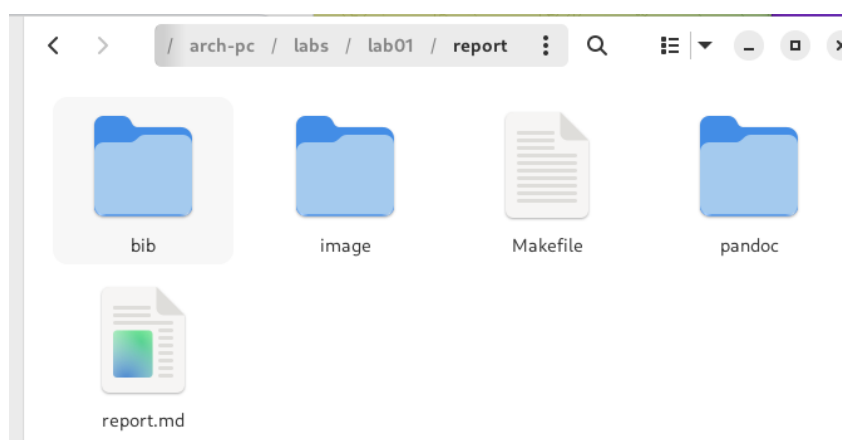 / arch-pc / labs / lab01 / report
bib image Makefile pandoc
report.md